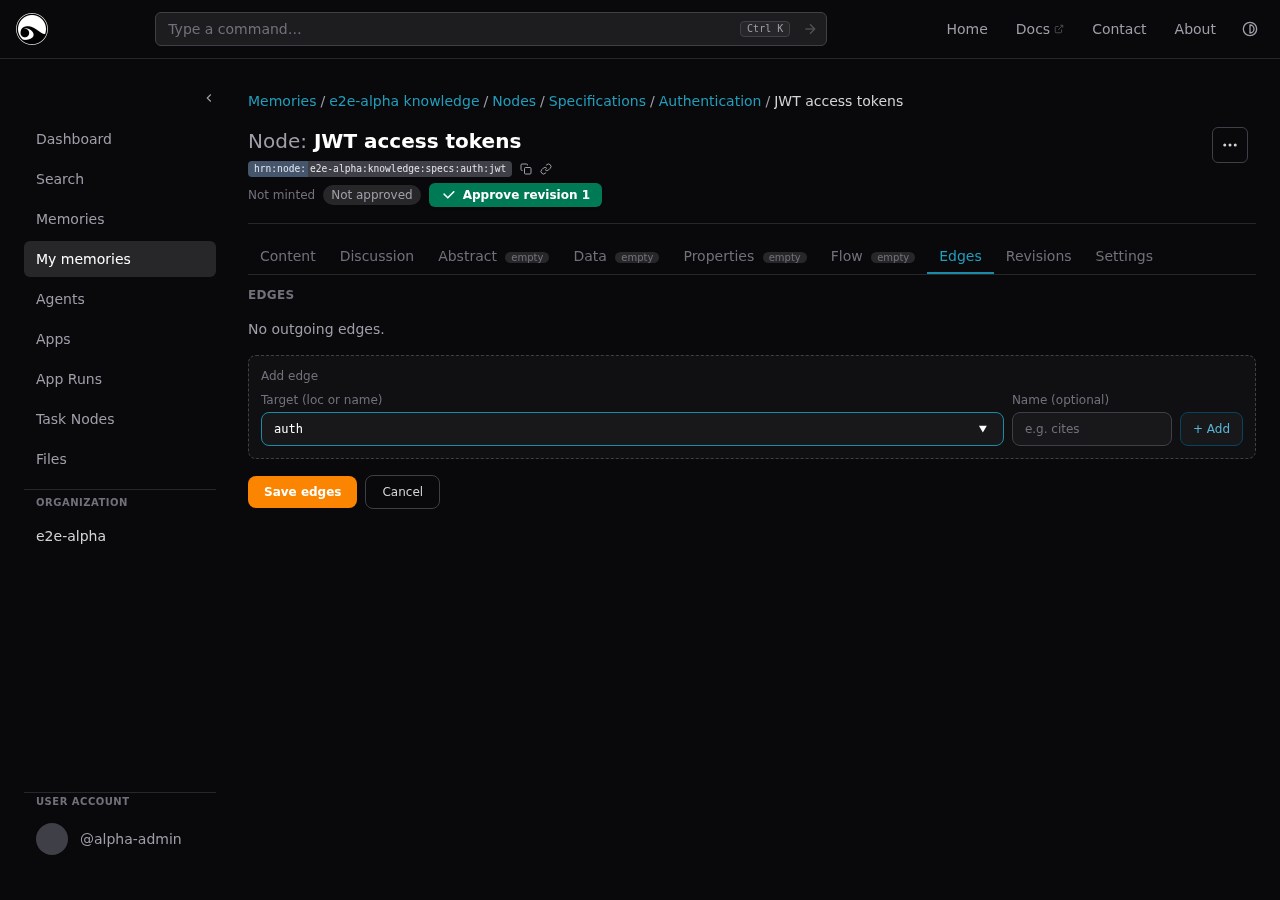 Type a command... Ctrl K
Home Docs Contact About
Memories / e2e-alpha knowledge / Nodes / Specifications / Authentication / JWT access tokens
Node: JWT access tokens
hrn:node: e2e-alpha:knowledge:specs:auth:jwt
Not minted Not approved Approve revision 1
Content Discussion Abstract empty Data empty Properties empty Flow empty Edges Revisions Settings
EDGES
No outgoing edges.
Add edge
Target (loc or name) Name (optional)
auth e.g. cites + Add
Save edges Cancel
Dashboard
Search
Memories
My memories
Agents
Apps
App Runs
Task Nodes
Files
ORGANIZATION
e2e-alpha
USER ACCOUNT
@alpha-admin